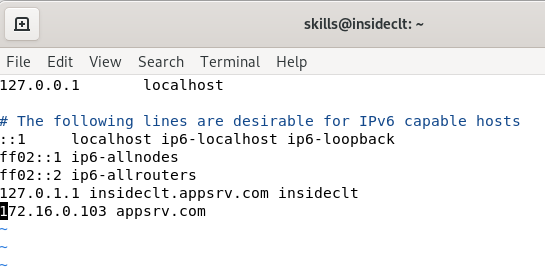 skills@insideclt: ~
File Edit View Search Terminal Help
127.0.0.1 localhost
# The following lines are desirable for IPv6 capable hosts
::1 localhost ip6-localhost ip6-loopback
ff02::1 ip6-allnodes
ff02::2 ip6-allrouters
127.0.1.1 insideclt.appsrv.com insideclt
172.16.0.103 appsrv.com
~
~
~